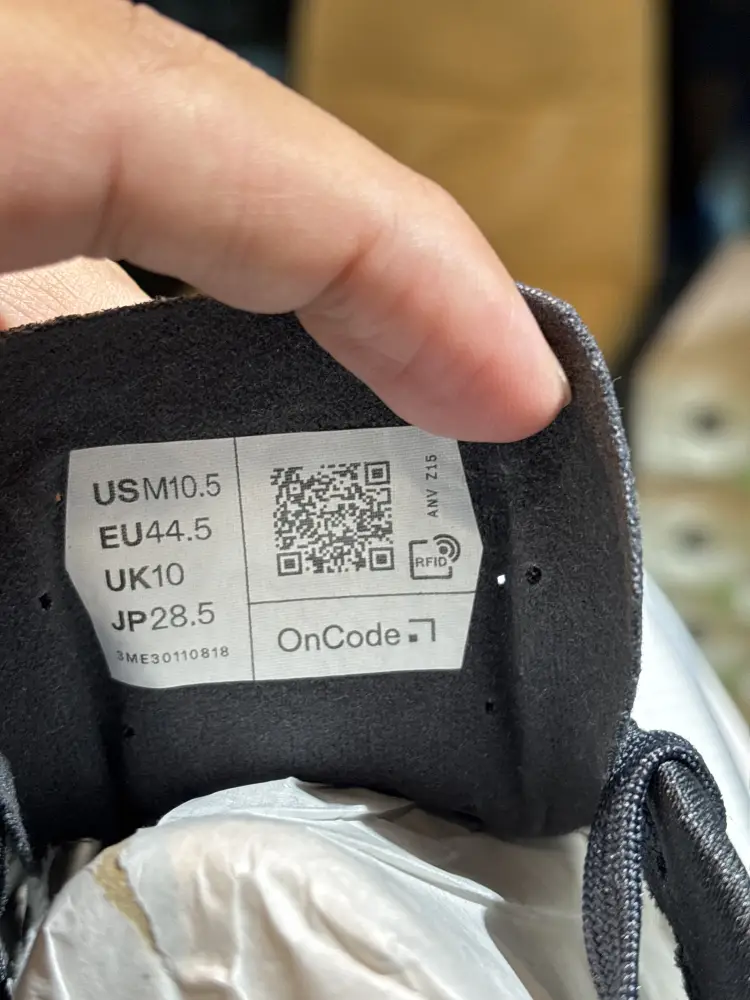 USM10.5
EU44.5
UK10
JP28.5
3ME30110818
ANV Z15
RFID
OnCode